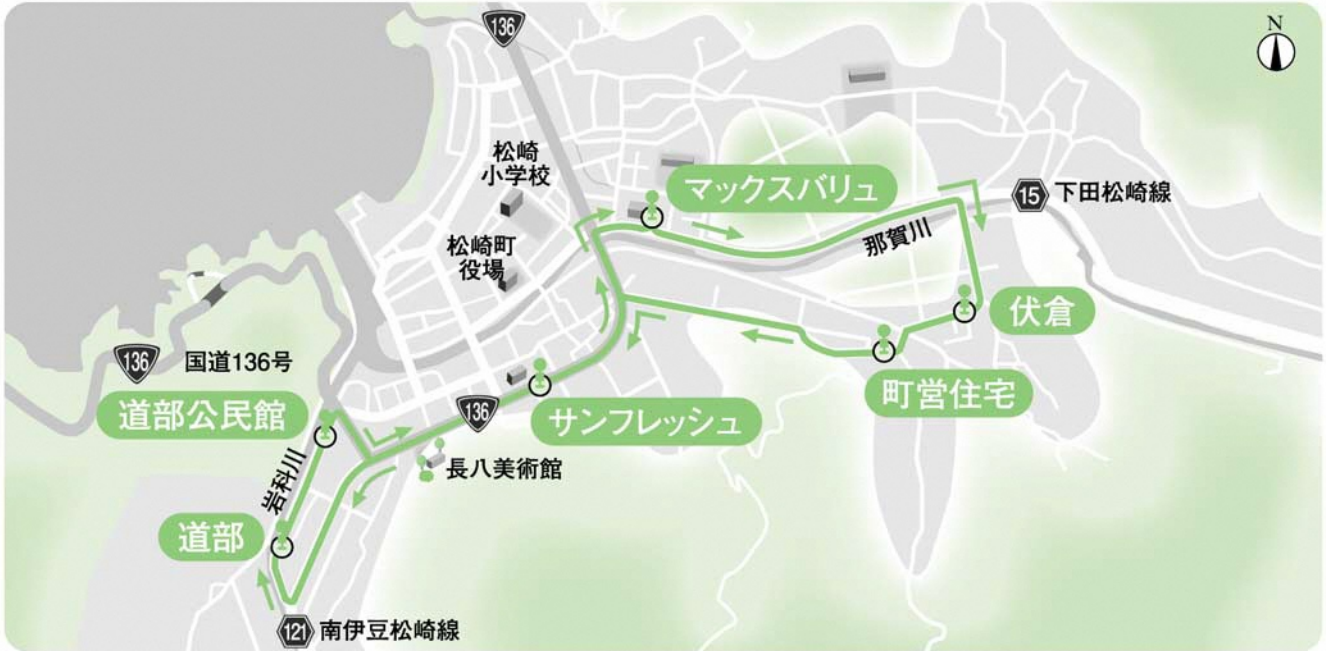 136
N
松崎
小学校
マックスバリュ
15 下田松崎線
松崎町
役場
那賀川
伏倉
136 国道136号
町営住宅
道部公民館
136
サンフレッシュ
長八美術館
岩科川
道部
121 南伊豆松崎線